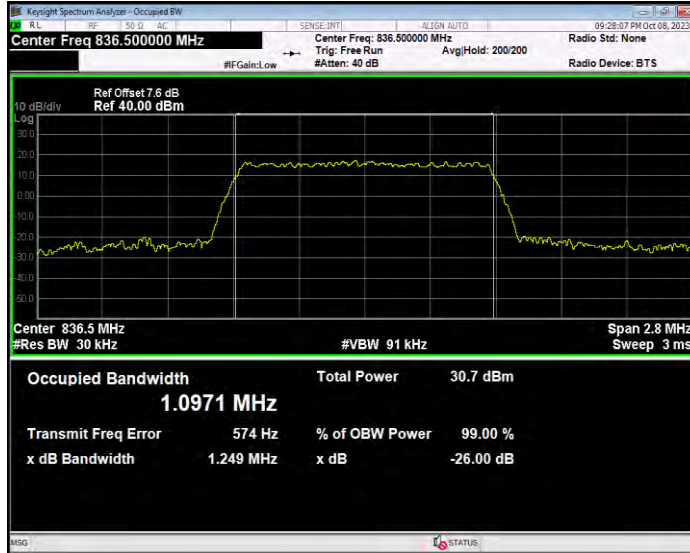 Keysight Spectrum Analyzer - Occupied BW
RL RF 50 Ω AC SENSE:INT ALIGN AUTO 09:28:07 PM Oct 08, 2023
Center Freq 836.500000 MHz Center Freq: 836.500000 MHz Radio Std: None
Trig: Free Run Avg|Hold: 200/200
#IFGain:Low #Atten: 40 dB Radio Device: BTS
Ref Offset 7.6 dB
10 dB/div Ref 40.00 dBm
Log
30.0
20.0
10.0
0.00
-10.0
-20.0
-30.0
-40.0
-50.0
Center 836.5 MHz Span 2.8 MHz
#Res BW 30 kHz #VBW 91 kHz Sweep 3 ms
Occupied Bandwidth Total Power 30.7 dBm
1.0971 MHz
Transmit Freq Error 574 Hz % of OBW Power 99.00 %
x dB Bandwidth 1.249 MHz x dB -26.00 dB
MSG STATUS